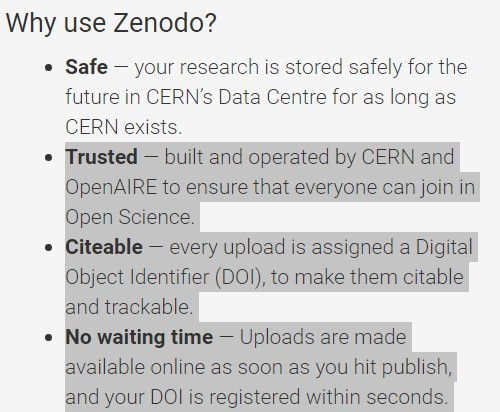 Why use Zenodo?
• Safe — your research is stored safely for the
future in CERN's Data Centre for as long as
CERN exists.
• Trusted — built and operated by CERN and
OpenAIRE to ensure that everyone can join in
Open Science.
• Citeable — every upload is assigned a Digital
Object Identifier (DOI), to make them citable
and trackable.
• No waiting time — Uploads are made
available online as soon as you hit publish,
and your DOI is registered within seconds.